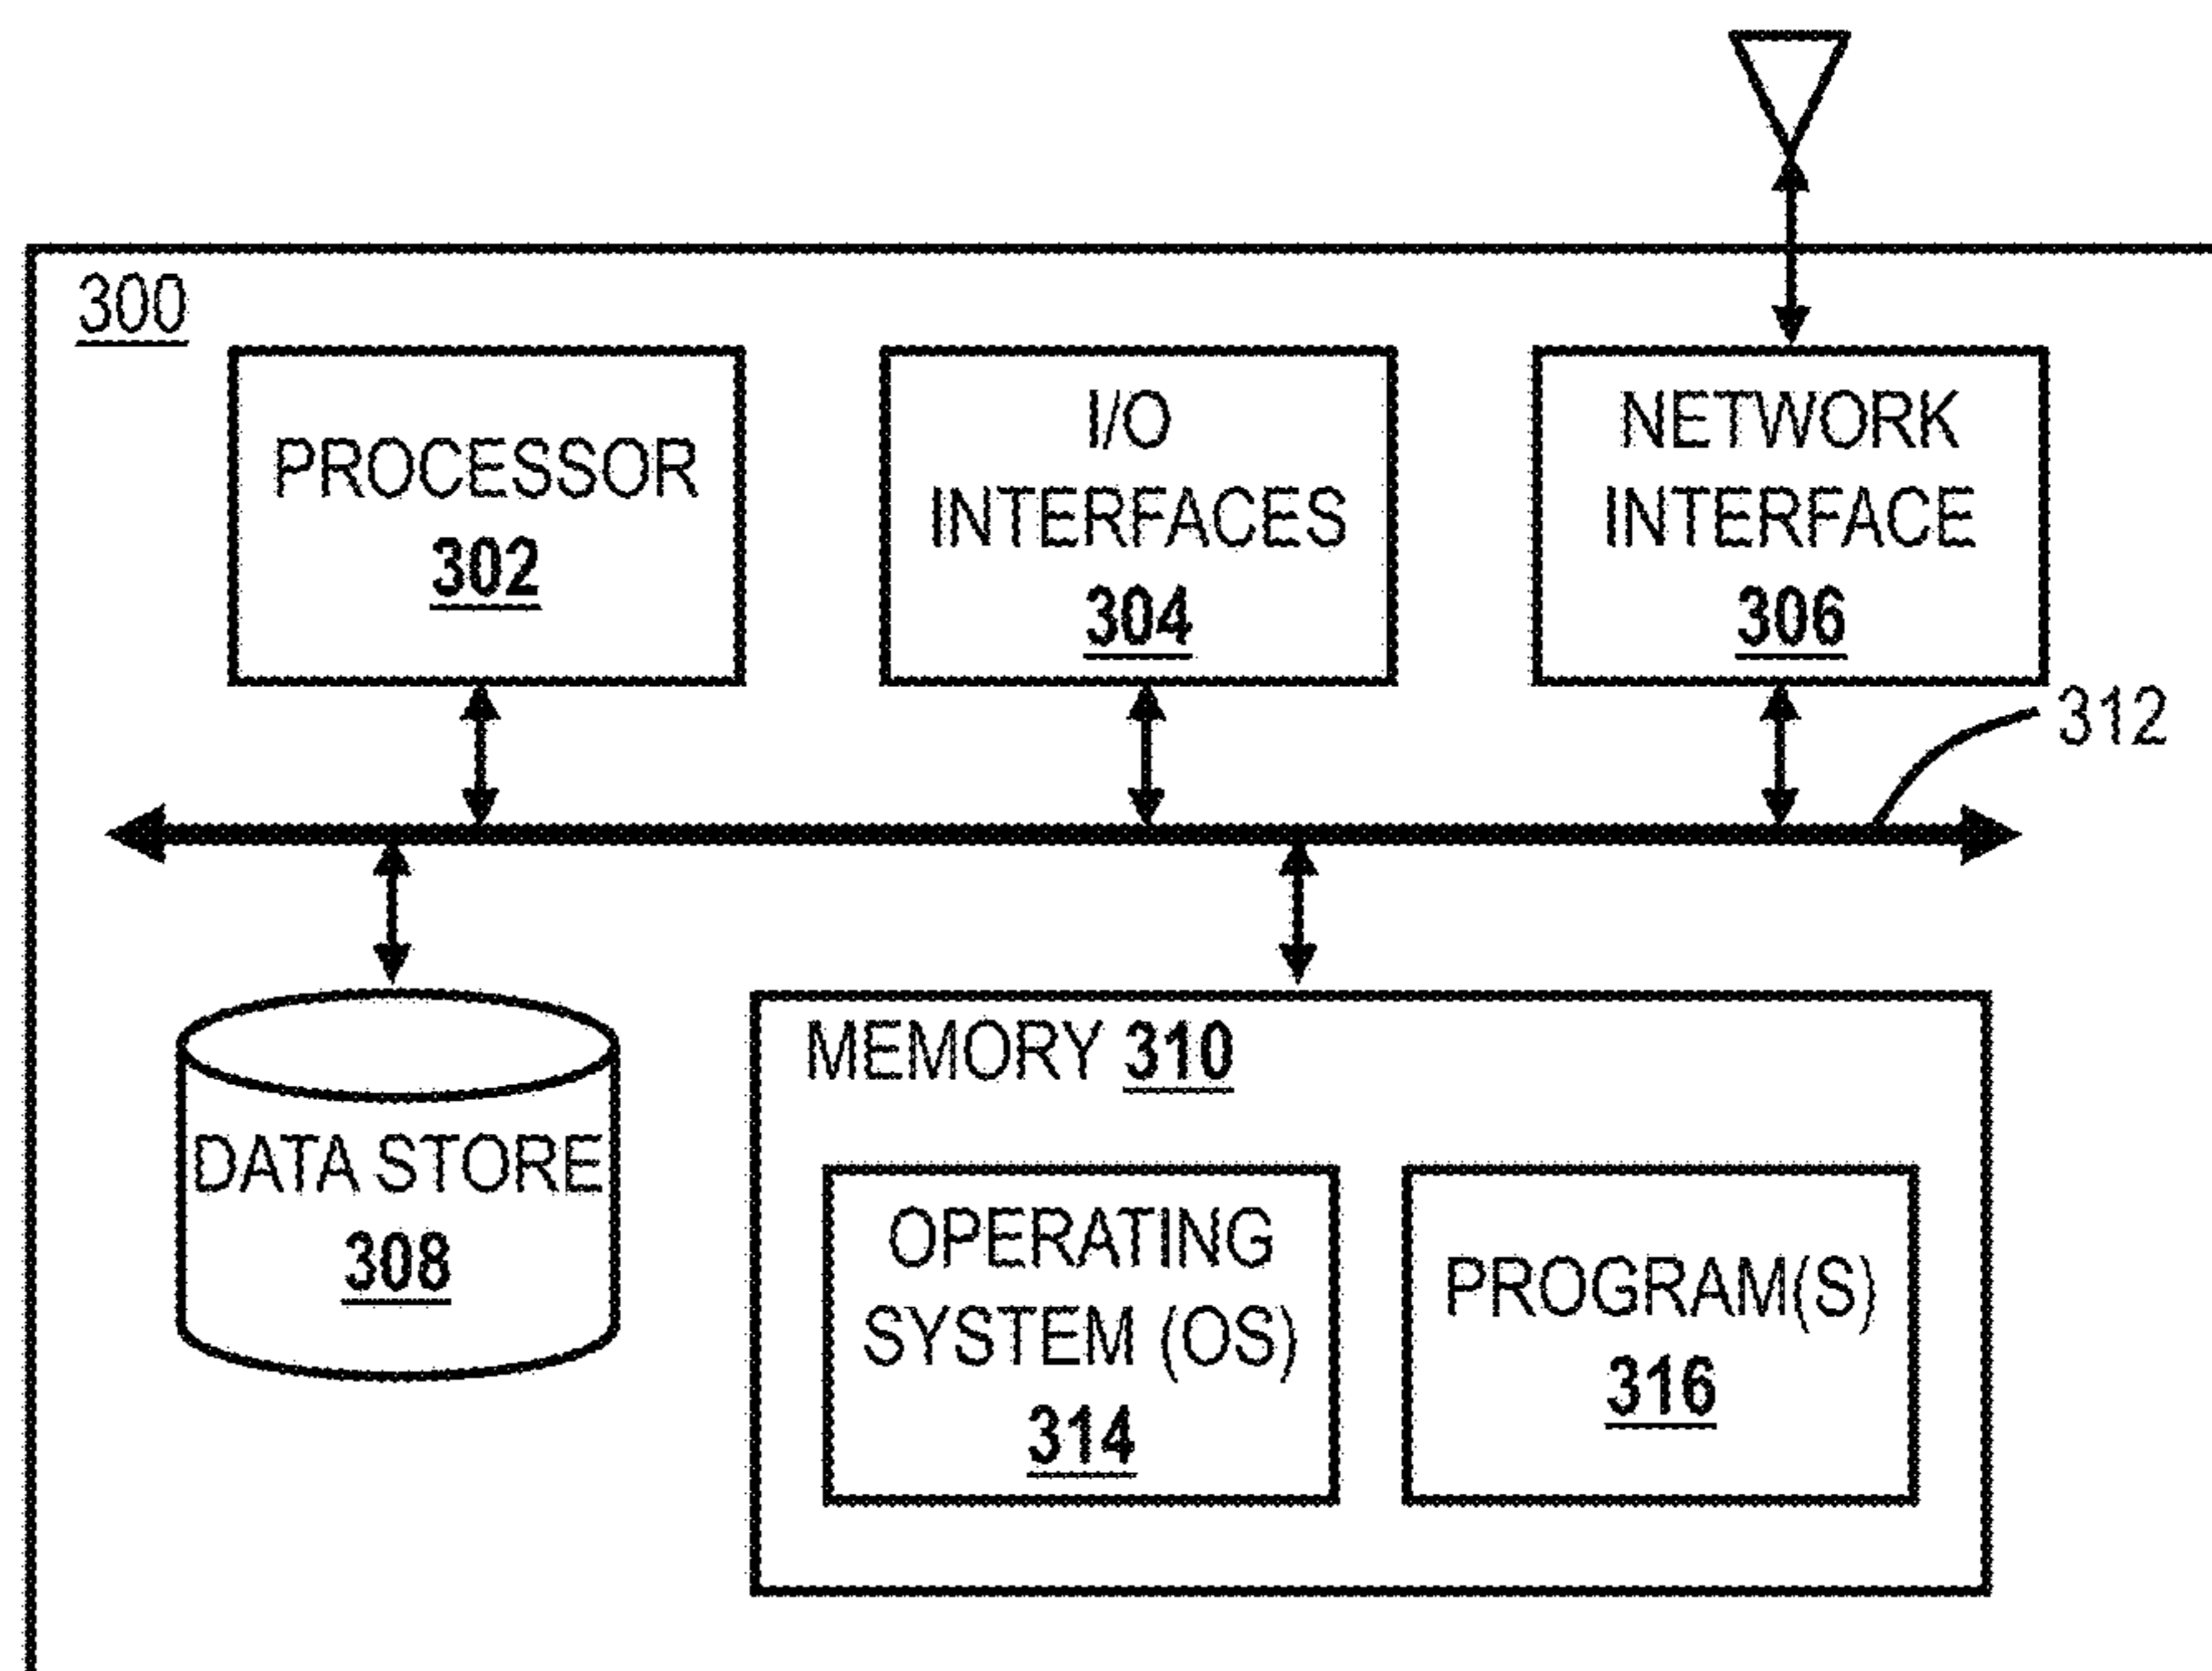 300
PROCESSOR
302
I/O
INTERFACES
304
NETWORK
INTERFACE
306
312
DATA STORE
308
MEMORY 310
OPERATING
SYSTEM (OS)
314
PROGRAM(S)
316